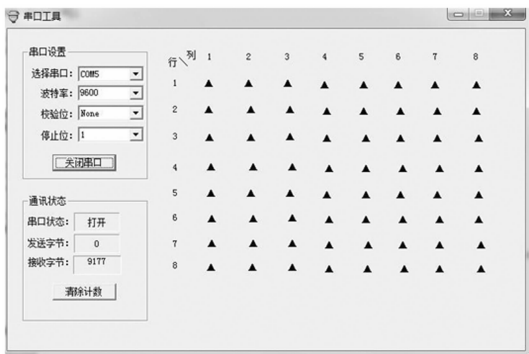 串口工具
串口设置
选择串口: COM5
波特率: 9600
校验位: None
停止位: 1
关闭串口
通讯状态
串口状态: 打开
发送字节: 0
接收字节: 9177
清除计数
行\列 1 2 3 4 5 6 7 8
1 ▲ ▲ ▲ ▲ ▲ ▲ ▲ ▲
2 ▲ ▲ ▲ ▲ ▲ ▲ ▲ ▲
3 ▲ ▲ ▲ ▲ ▲ ▲ ▲ ▲
4 ▲ ▲ ▲ ▲ ▲ ▲ ▲ ▲
5 ▲ ▲ ▲ ▲ ▲ ▲ ▲ ▲
6 ▲ ▲ ▲ ▲ ▲ ▲ ▲ ▲
7 ▲ ▲ ▲ ▲ ▲ ▲ ▲ ▲
8 ▲ ▲ ▲ ▲ ▲ ▲ ▲ ▲